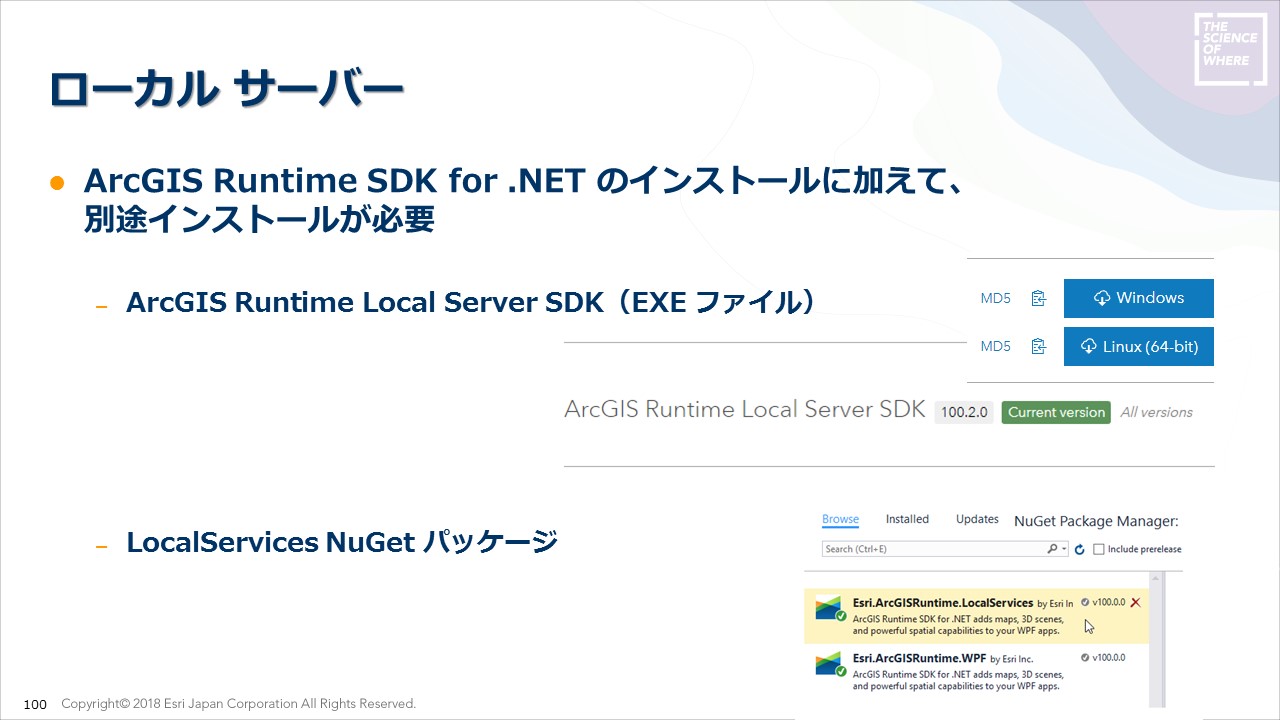 THE
SCIENCE
OF
WHERE
ローカル サーバー
ArcGIS Runtime SDK for .NET のインストールに加えて、
別途インストールが必要
– ArcGIS Runtime Local Server SDK（EXE ファイル）
MD5 Windows
MD5 Linux (64-bit)
ArcGIS Runtime Local Server SDK 100.2.0 Current version All versions
– LocalServices NuGet パッケージ
Browse Installed Updates NuGet Package Manager:
Search (Ctrl+E) Include prerelease
Esri.ArcGISRuntime.LocalServices by Esri In v100.0.0
ArcGIS Runtime SDK for .NET adds maps, 3D scenes,
and powerful spatial capabilities to your WPF apps.
Esri.ArcGISRuntime.WPF by Esri Inc. v100.0.0
ArcGIS Runtime SDK for .NET adds maps, 3D scenes,
and powerful spatial capabilities to your WPF apps.
100 Copyright© 2018 Esri Japan Corporation All Rights Reserved.